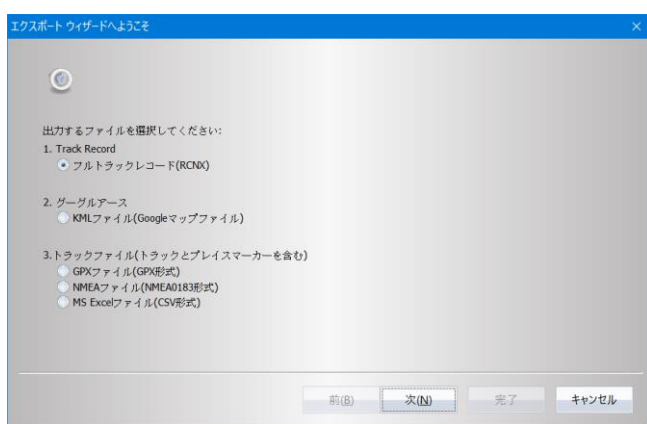 エクスポート ウィザードへようこそ
出力するファイルを選択してください:
1. Track Record
フルトラックレコード(RCNX)
2. グーグルアース
KMLファイル(Googleマップファイル)
3.トラックファイル(トラックとプレイスマーカーを含む)
GPXファイル(GPX形式)
NMEAファイル(NMEA0183形式)
MS Excelファイル(CSV形式)
前(B) 次(N) 完了 キャンセル